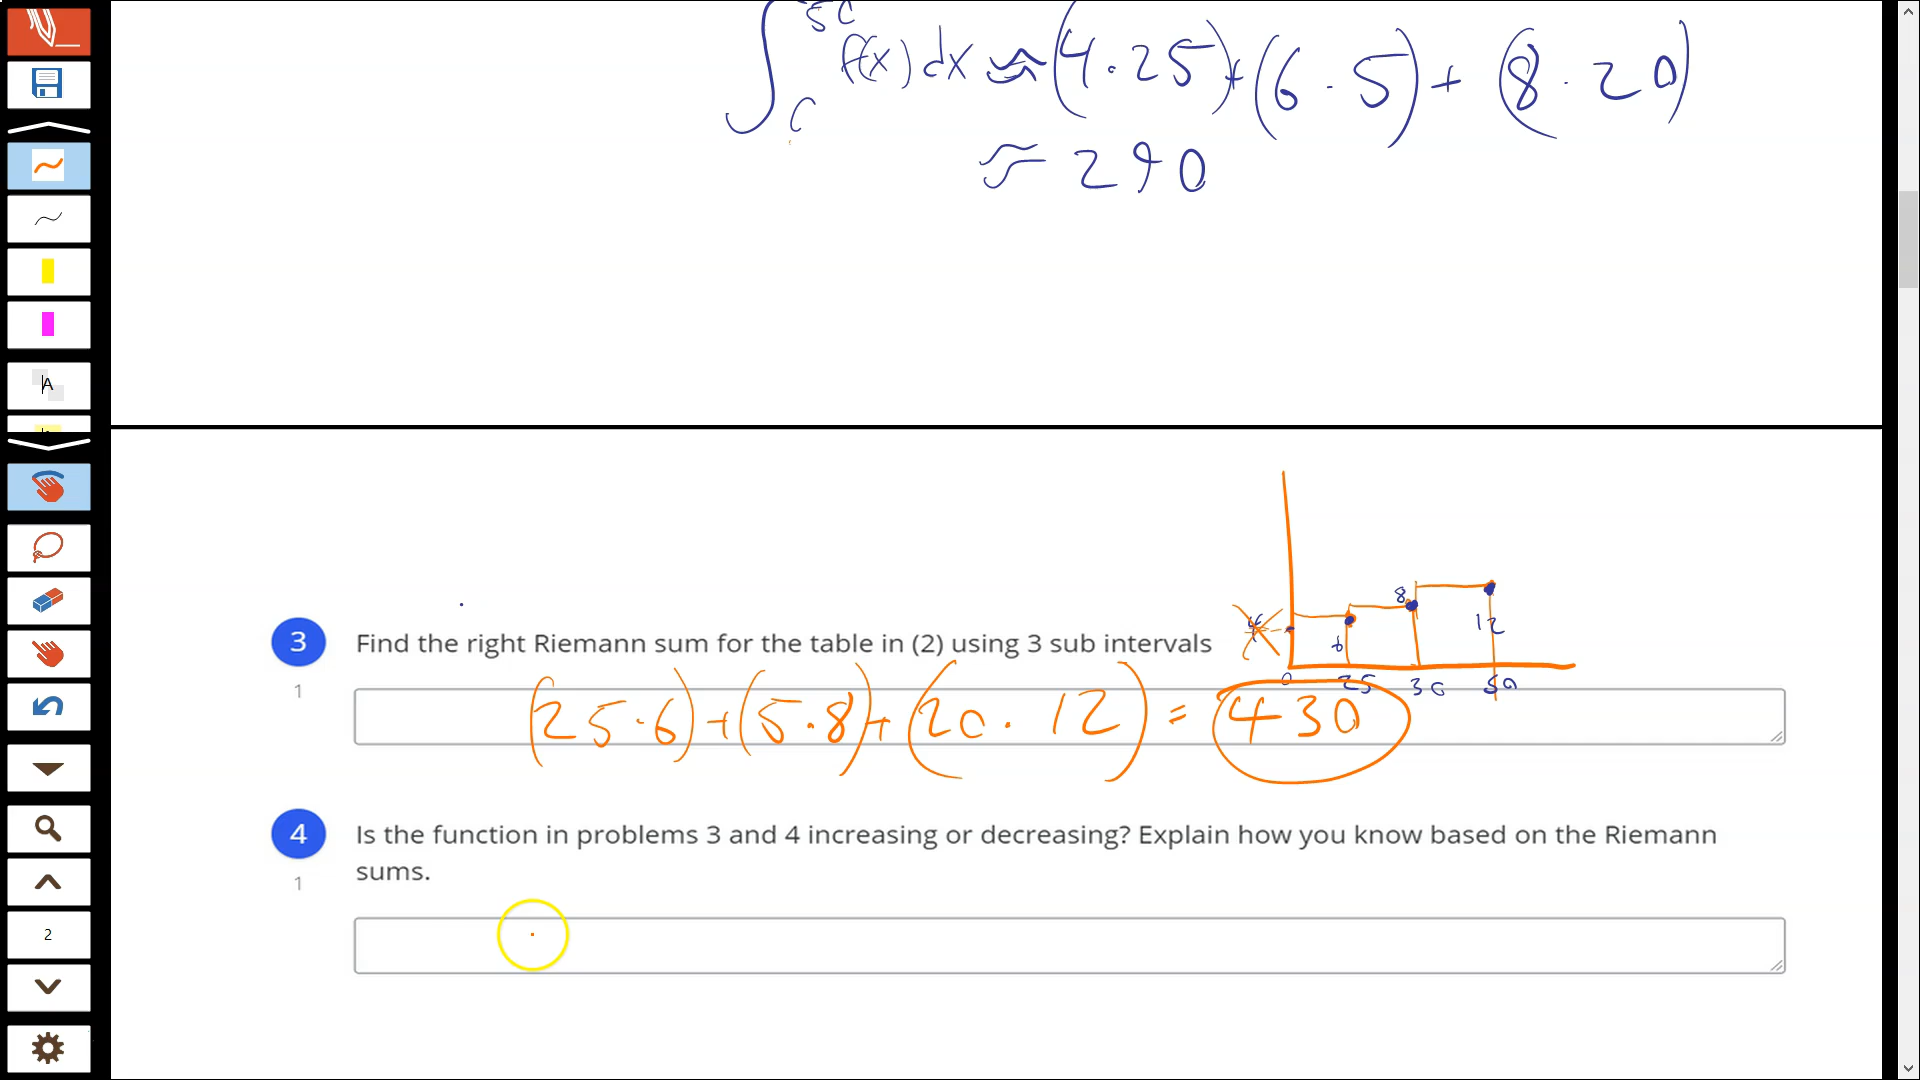 ∫ 50 f(x) dx ≈ (4·25)+(6·5)+(8·20)
0
≈ 290
3 Find the right Riemann sum for the table in (2) using 3 sub intervals
1
8
12
6
0 25 30 50
(25·6)+(5·8)+(20·12) = 430
4 Is the function in problems 3 and 4 increasing or decreasing? Explain how you know based on the Riemann
sums.
1
A
2